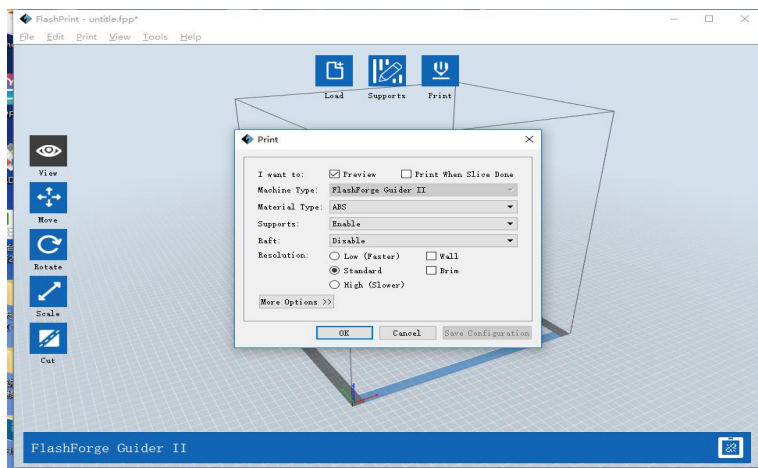 FlashPrint - untitle.fpp*
File Edit Print View Tools Help
Load Supports Print
View
Move
Rotate
Scale
Cut
Print
I want to: Preview Print When Slice Done
Machine Type: FlashForge Guider II
Material Type: ABS
Supports: Enable
Raft: Disable
Resolution: Low (Faster) Wall
Standard Brim
High (Slower)
More Options >>
OK Cancel Save Configuration
FlashForge Guider II